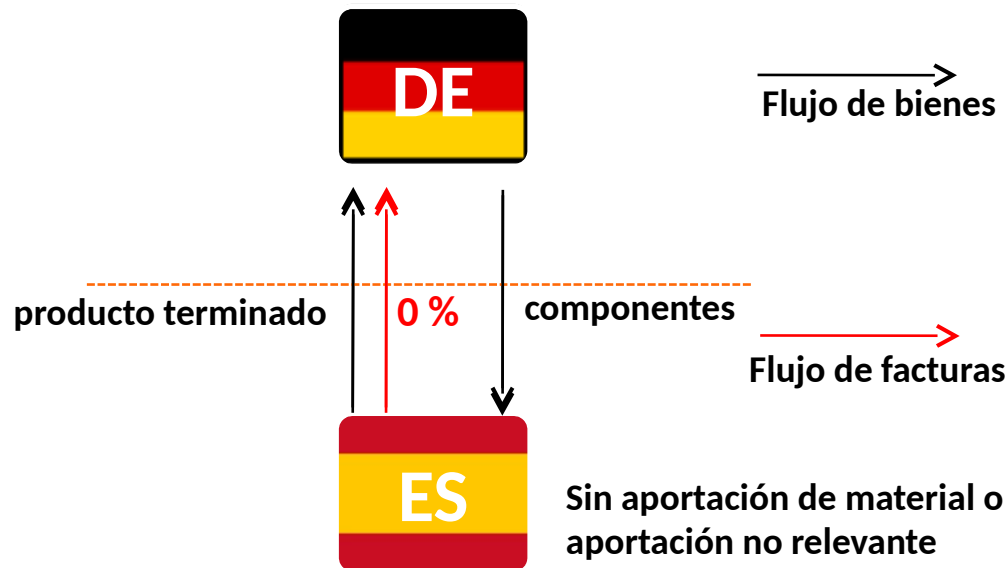 DE
Flujo de bienes
producto terminado
0 %
componentes
Flujo de facturas
ES
Sin aportación de material o
aportación no relevante